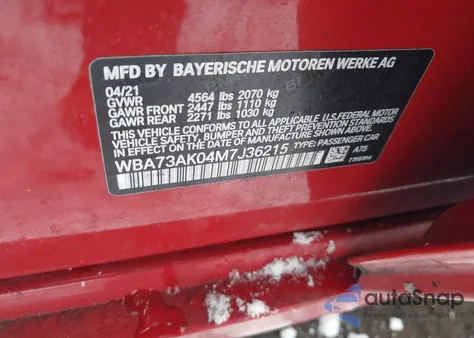 MFD BY BAYERISCHE MOTOREN WERKE AG
04/21
GVWR 4564 lbs 2070 kg
GAWR FRONT 2447 lbs 1110 kg
GAWR REAR 2271 lbs 1030 kg
THIS VEHICLE CONFORMS TO ALL APPLICABLE U.S.FEDERAL MOTOR
VEHICLE SAFETY, BUMPER, AND THEFT PREVENTION STANDARDS IN
EFFECT ON THE DATE OF MANUFACTURE SHOWN ABOVE.
WBA73AK04M7J36215 TYPE: PASSENGER CAR
A75
autoSnap